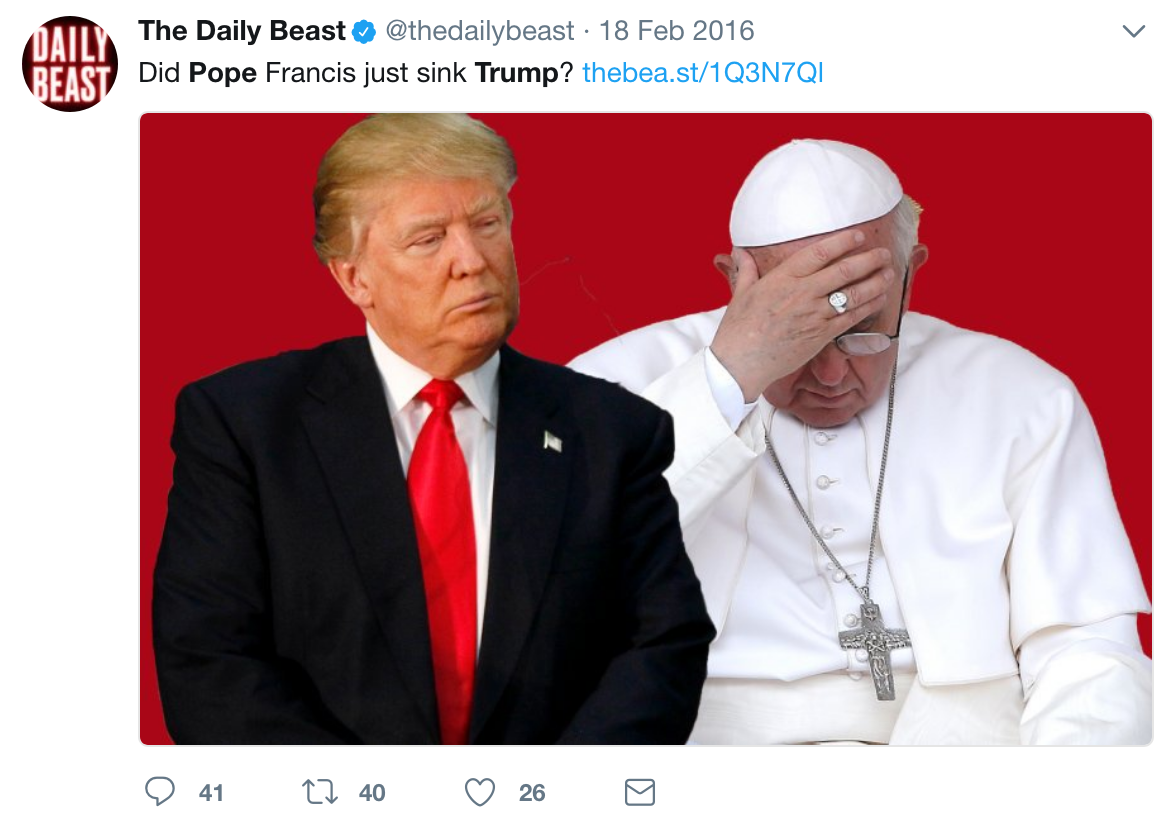 DAILY
BEAST
The Daily Beast @thedailybeast · 18 Feb 2016
Did Pope Francis just sink Trump? thebea.st/1Q3N7Ql
41 40 26